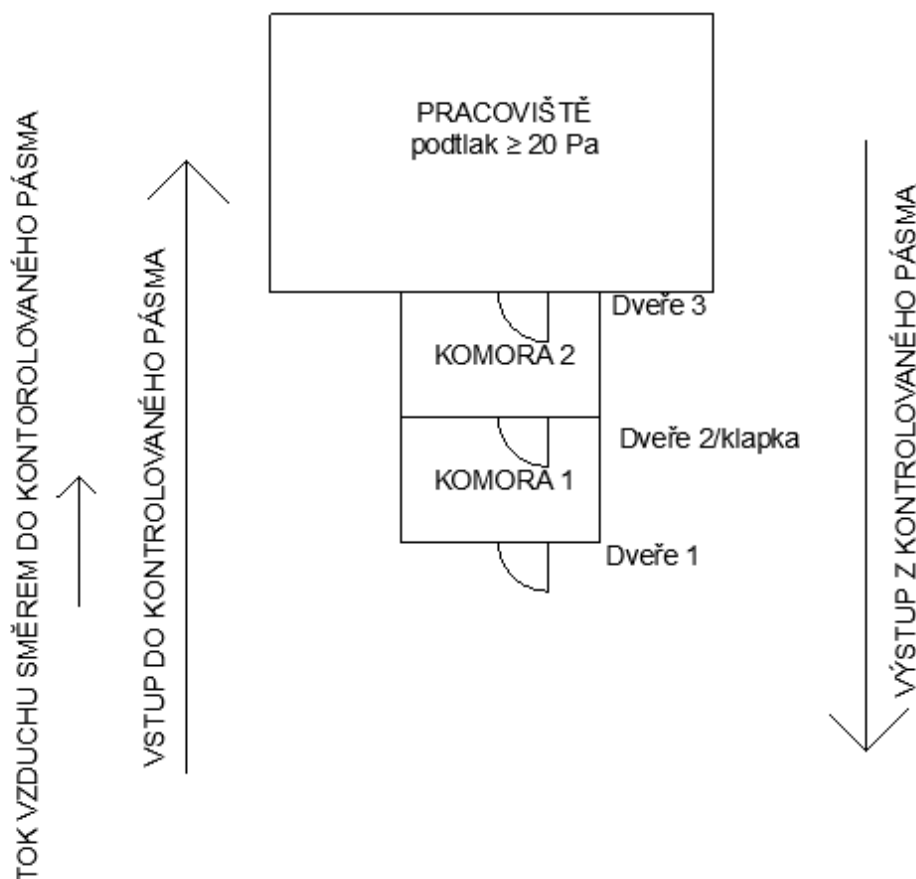 TOK VZDUCHU SMĚREM DO KONTOROLOVANÉHO PÁSMA
VSTUP DO KONTROLOVANÉHO PÁSMA
PRACOVIŠTĚ
podtlak ≥ 20 Pa
Dveře 3
KOMORA 2
Dveře 2/klapka
KOMORA 1
Dveře 1
VÝSTUP Z KONTROLOVANÉHO PÁSMA